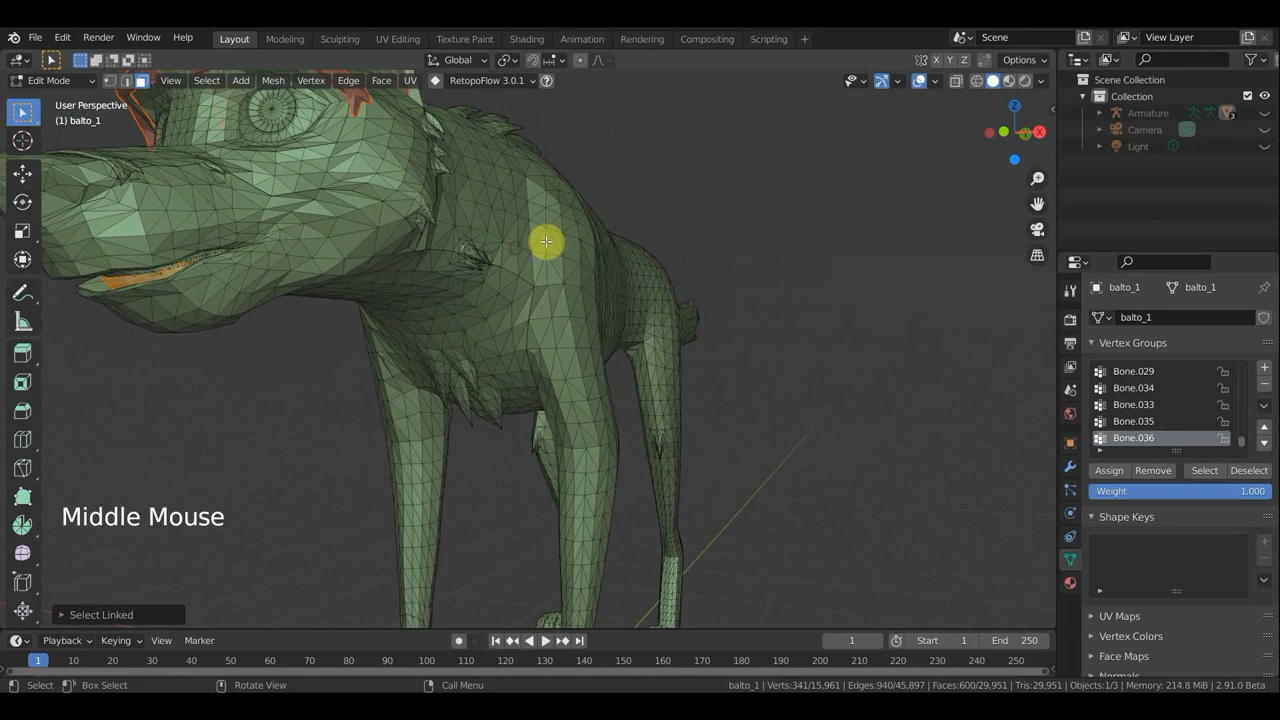 File Edit Render Window Help Layout Modeling Sculpting UV Editing Texture Paint Shading Animation Rendering Compositing Scripting + Scene View Layer
Global X Y Z Options
Edit Mode View Select Add Mesh Vertex Edge Face UV RetopoFlow 3.0.1 Scene Collection
User Perspective
(1) balto_1
Collection
Armature
Camera
Light
Z
X
Y
balto_1 balto_1
balto_1
Vertex Groups
Bone.029
Bone.034
Bone.033
Bone.035
Bone.036
Assign Remove Select Deselect
Weight 1.000
Middle Mouse
Shape Keys
Select Linked
UV Maps
Vertex Colors
Face Maps
Normals
Playback Keying View Marker 1 Start 1 End 250
1 10 20 30 40 50 60 70 80 90 100 110 120 130 140 150 160 170 180 190 200 210 220 230 240 250
Select Box Select Rotate View Call Menu balto_1 | Verts:341/15,961 | Edges:940/45,897 | Faces:600/29,951 | Tris:29,951 | Objects:1/3 | Memory: 214.8 MiB | 2.91.0 Beta